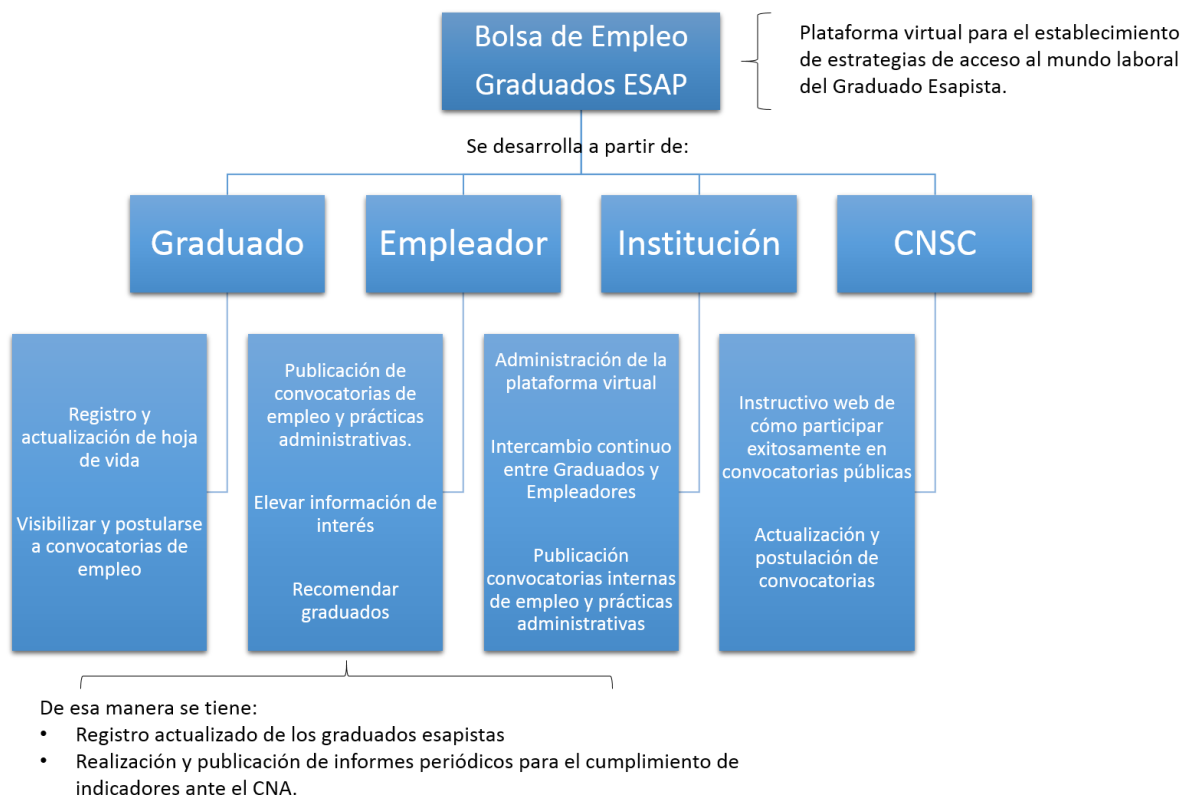 Bolsa de Empleo
Graduados ESAP
Plataforma virtual para el establecimiento
de estrategias de acceso al mundo laboral
del Graduado Esapista.
Se desarrolla a partir de:
Graduado
Empleador
Institución
CNSC
Registro y
actualización de hoja
de vida
Visibilizar y postularse
a convocatorias de
empleo
Publicación de
convocatorias de
empleo y prácticas
administrativas.
Elevar información de
interés
Recomendar
graduados
Administración de la
plataforma virtual
Intercambio continuo
entre Graduados y
Empleadores
Publicación
convocatorias internas
de empleo y prácticas
administrativas
Instructivo web de
cómo participar
exitosamente en
convocatorias públicas
Actualización y
postulación de
convocatorias
De esa manera se tiene:
• Registro actualizado de los graduados esapistas
• Realización y publicación de informes periódicos para el cumplimiento de
indicadores ante el CNA.